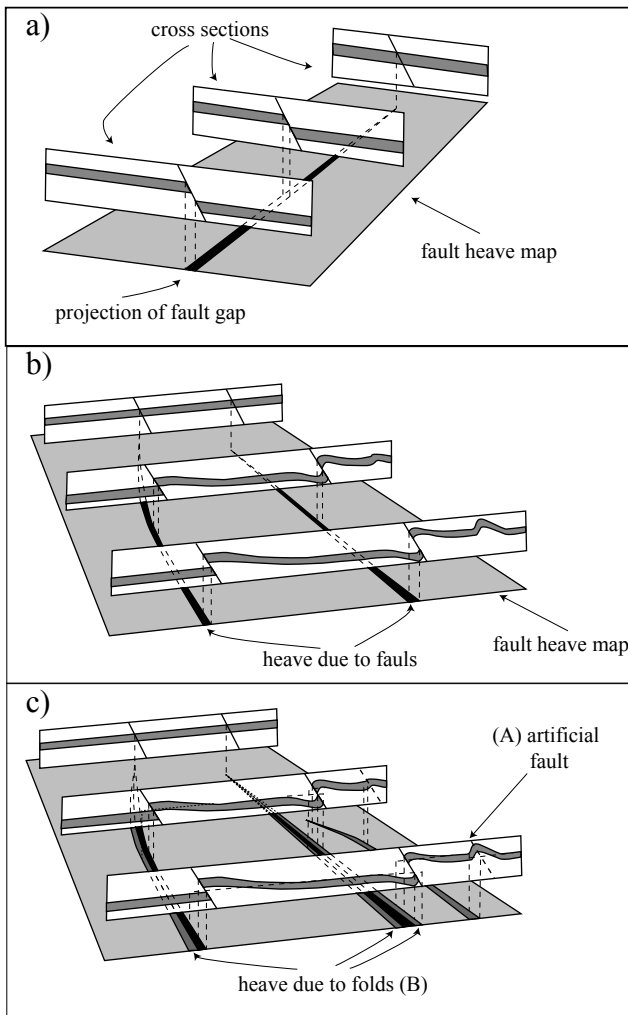 a)
cross sections
fault heave map
projection of fault gap
b)
heave due to fauls
fault heave map
c)
(A) artificial
fault
heave due to folds (B)